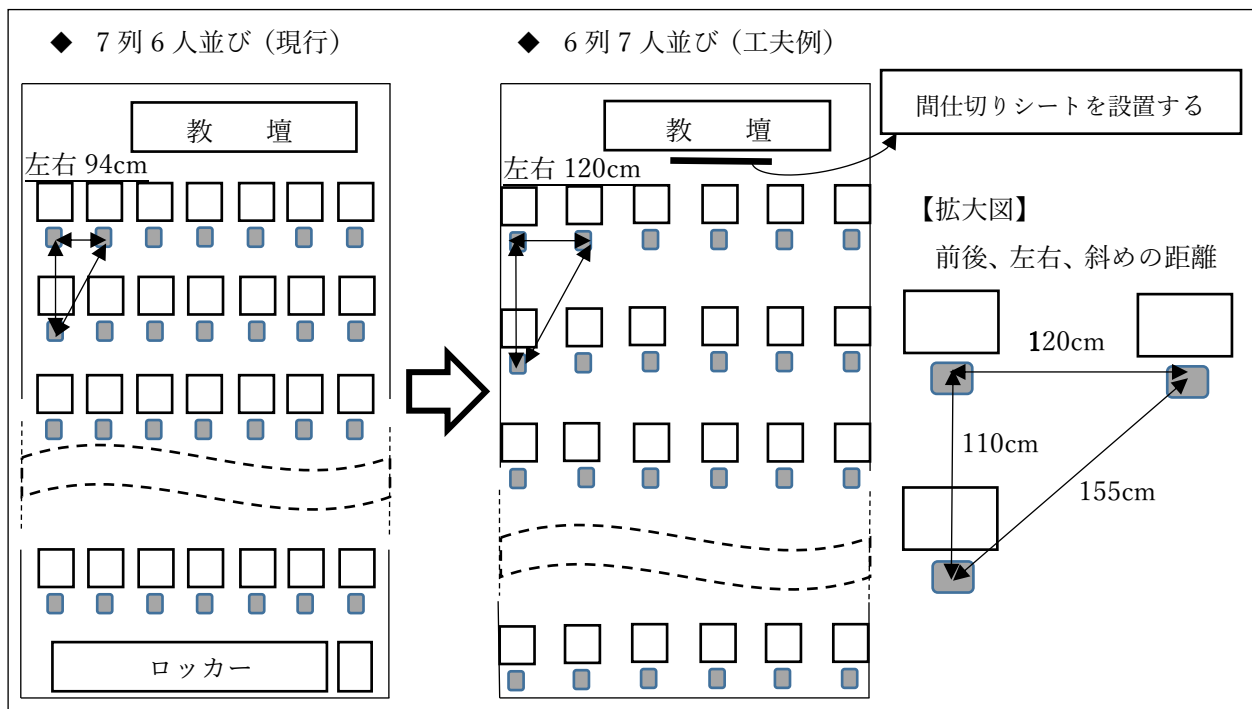 ◆ 7列6人並び（現行）
教　壇
左右 94cm
ロッカー
◆ 6列7人並び（工夫例）
教　壇
左右 120cm
間仕切りシートを設置する
【拡大図】
前後、左右、斜めの距離
120cm
110cm
155cm